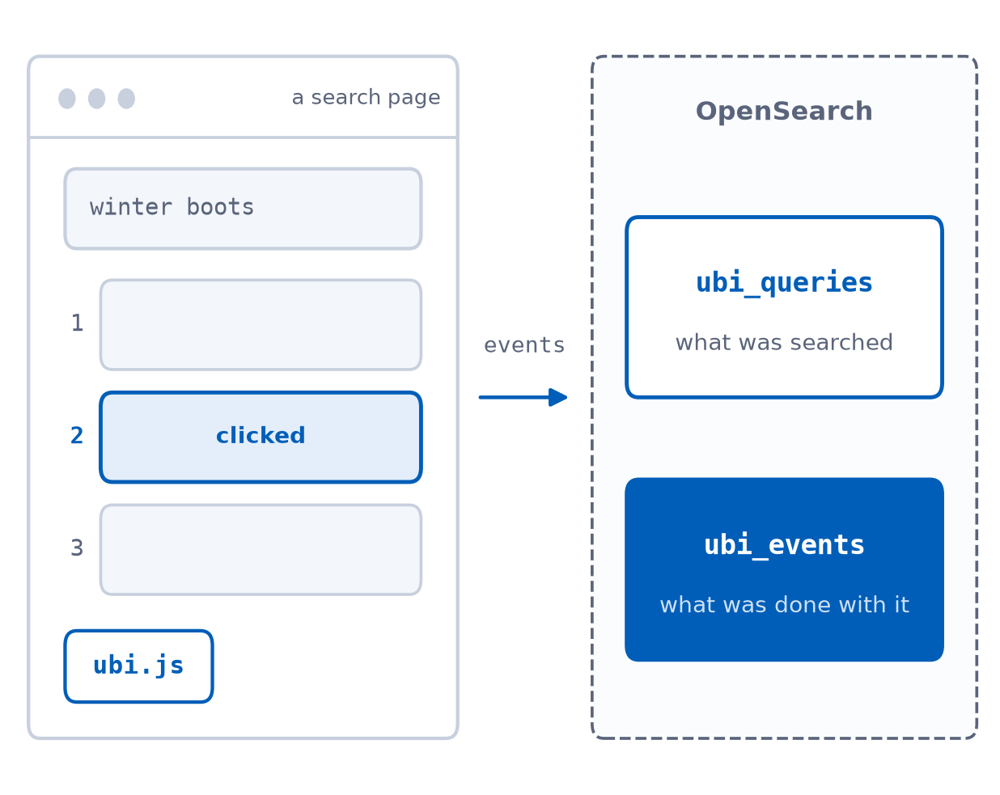 a search page
winter boots
1
2
clicked
3
ubi.js
events
OpenSearch
ubi_queries
what was searched
ubi_events
what was done with it